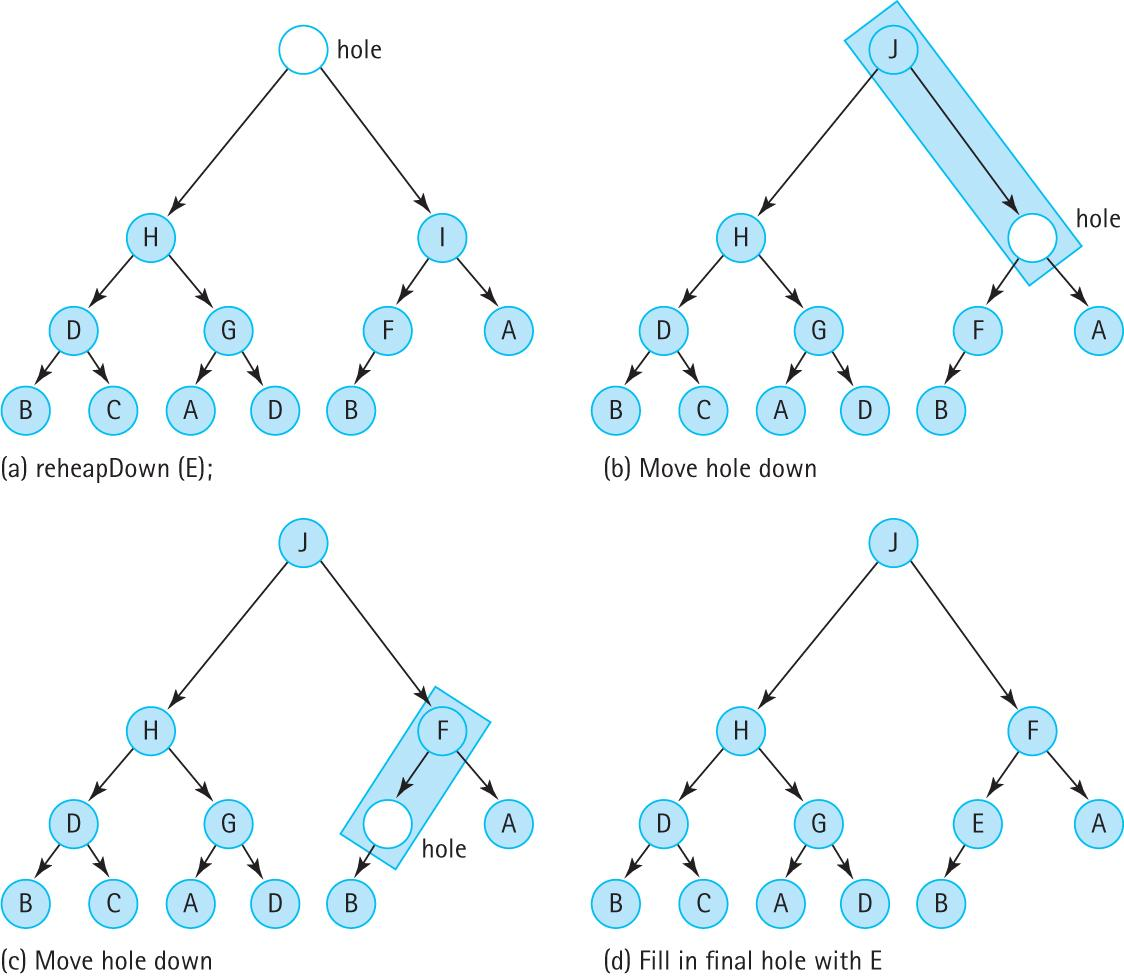 hole
H I
D G F A
B C A D B
(a) reheapDown (E);
J
hole
H
D G F A
B C A D B
(b) Move hole down
J
H F
D G A
hole
B C A D B
(c) Move hole down
J
H F
D G E A
B C A D B
(d) Fill in final hole with E